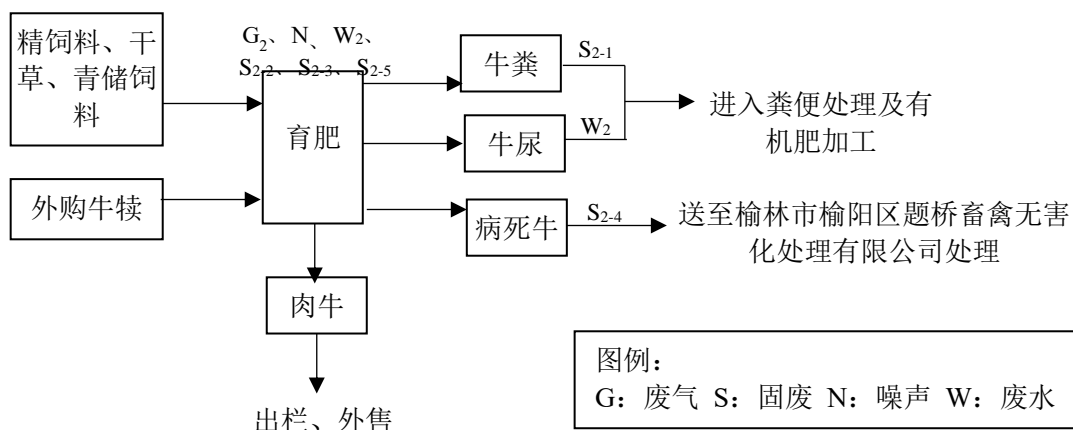 精饲料、干
草、青储饲
料
外购牛犊
G₂、N、W₂、
S₂₋₂、S₂₋₃、S₂₋₅
育肥
牛粪
S₂₋₁
牛尿
W₂
进入粪便处理及有
机肥加工
病死牛
S₂₋₄
送至榆林市榆阳区题桥畜禽无害
化处理有限公司处理
肉牛
出栏、外售
图例：
G：废气 S：固废 N：噪声 W：废水